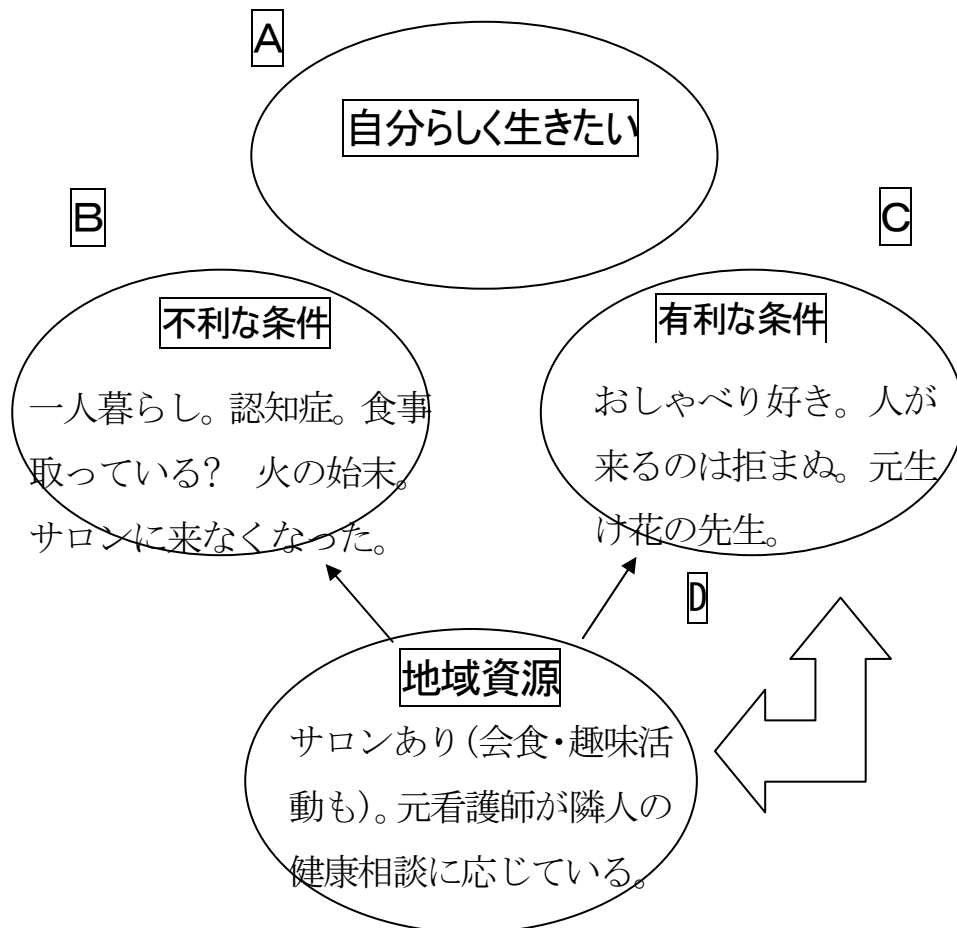 A
自分らしく生きたい
B
C
不利な条件
一人暮らし。認知症。食事
取っている?　火の始末。
サロンに来なくなった。
有利な条件
おしゃべり好き。人が
来るのは拒まぬ。元生
け花の先生。
D
地域資源
サロンあり(会食・趣味活
動も)。元看護師が隣人の
健康相談に応じている。